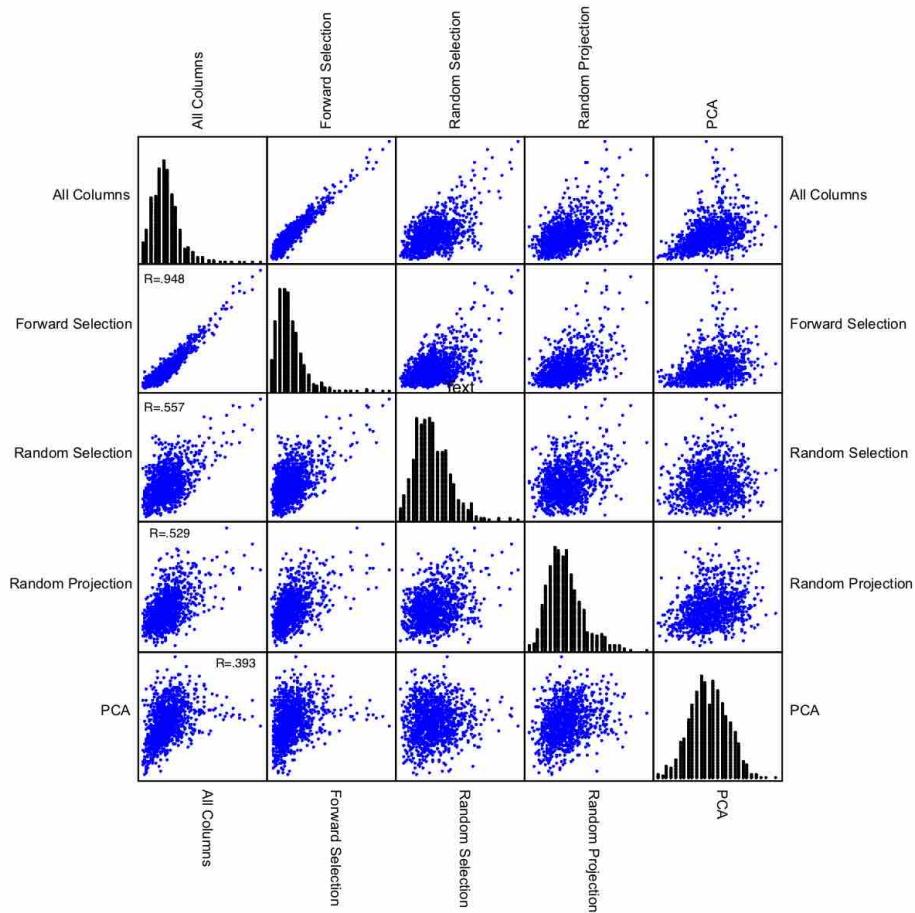 All Columns
Forward Selection
Random Selection
Random Projection
PCA
All Columns
All Columns
R=.948
Forward Selection
Forward Selection
Text
R=.557
Random Selection
Random Selection
R=.529
Random Projection
Random Projection
R=.393
PCA
PCA
All Columns
Forward Selection
Random Selection
Random Projection
PCA